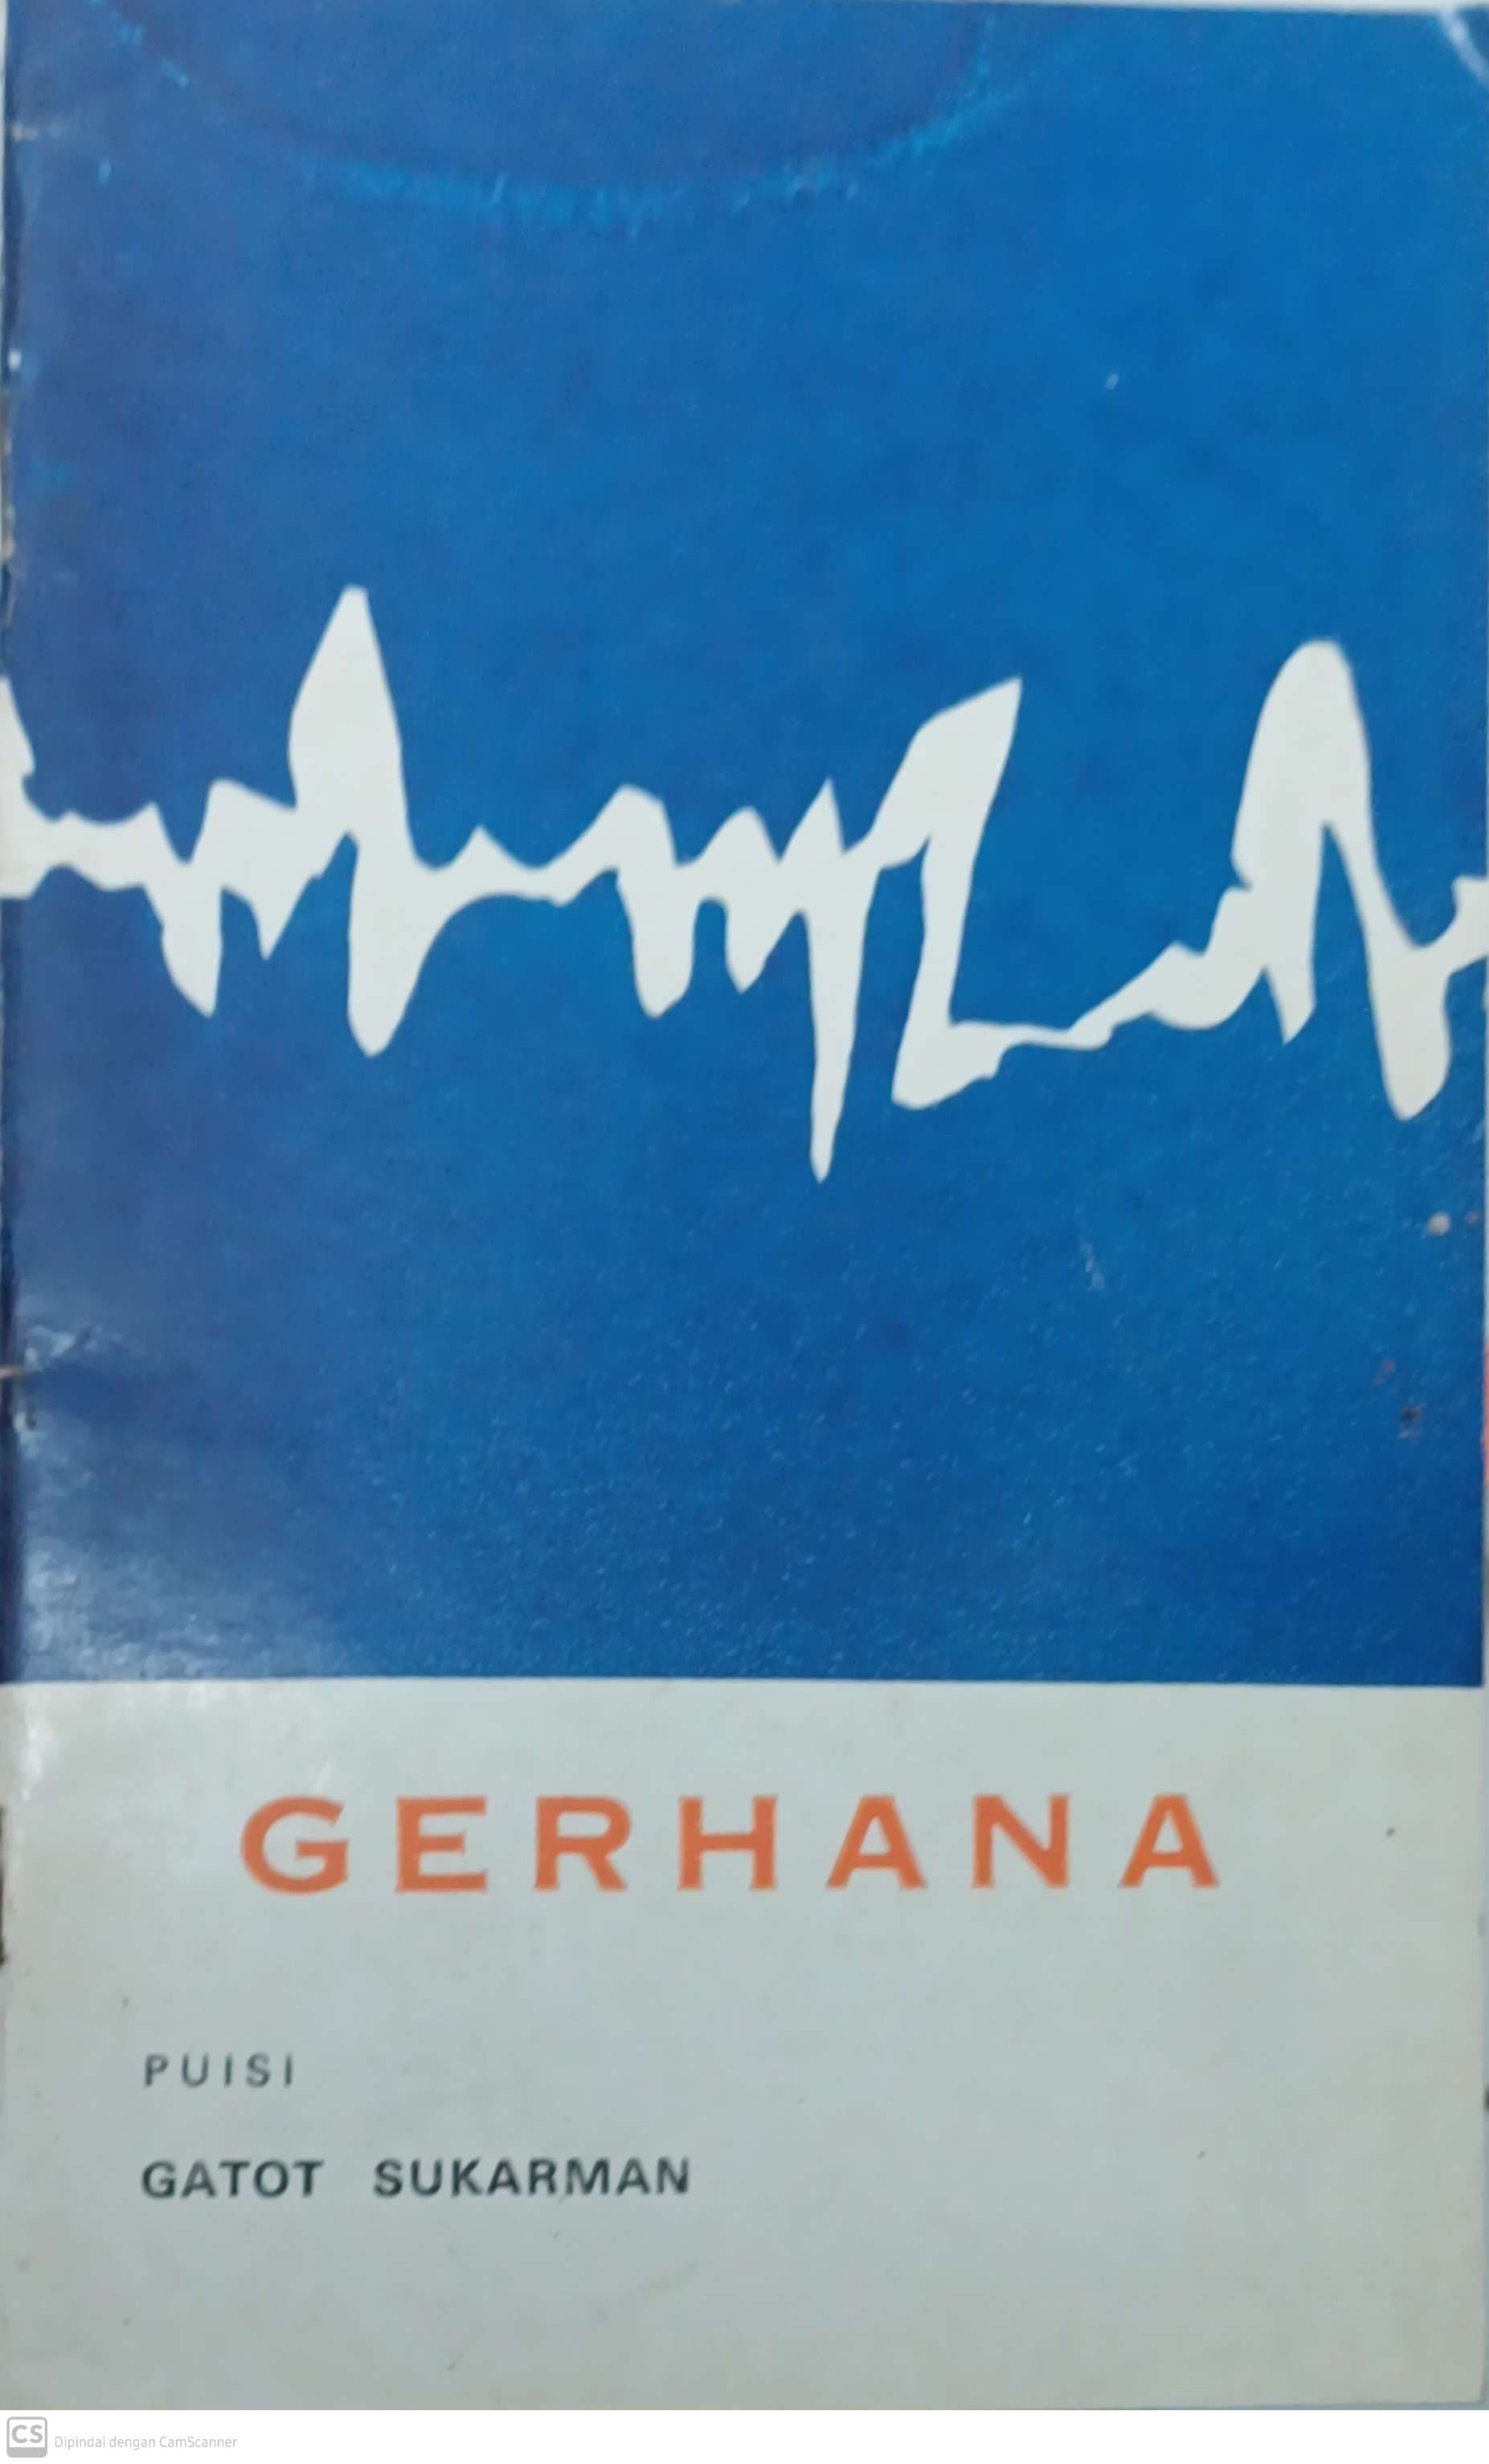 GERHANA
PUISI
GATOT SUKARMAN
CS Dipindai dengan CamScanner